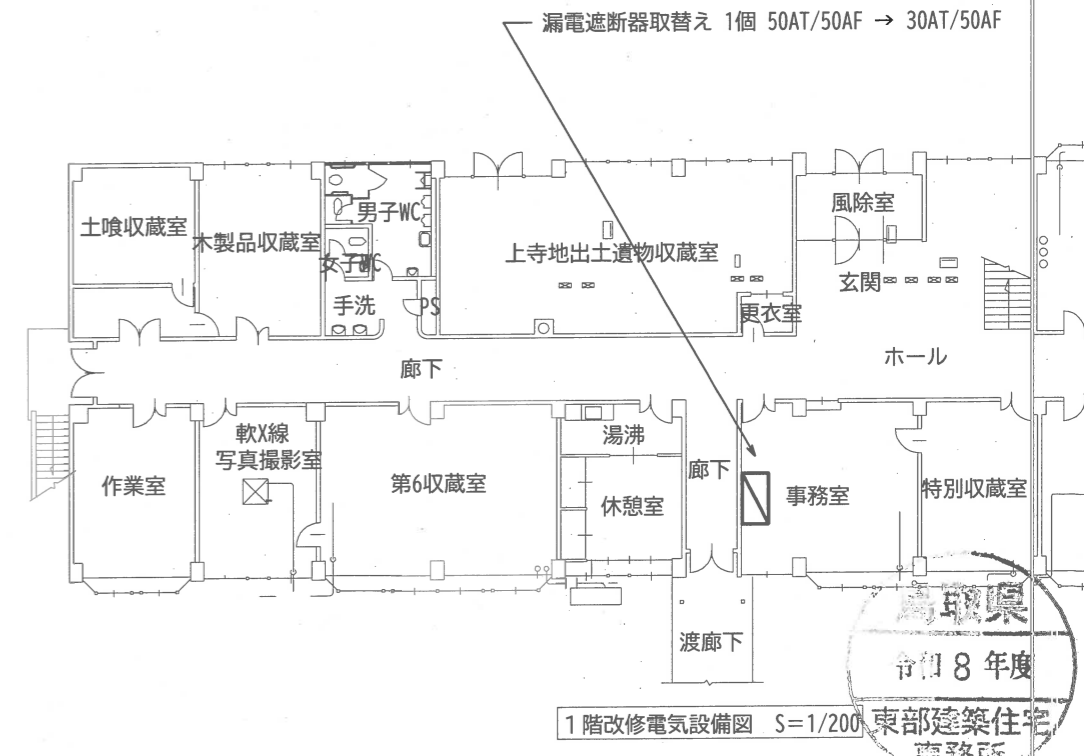 漏電遮断器取替え 1個 50AT/50AF → 30AT/50AF
土喰収蔵室
木製品収蔵室
男子WC
女子WC
手洗
PS
上寺地出土遺物収蔵室
更衣室
風除室
玄関
ホール
廊下
作業室
軟X線
写真撮影室
第6収蔵室
湯沸
休憩室
廊下
事務室
特別収蔵室
渡廊下
1階改修電気設備図 S=1/200
鳥取県
令和8年度
東部建築住宅
事務所